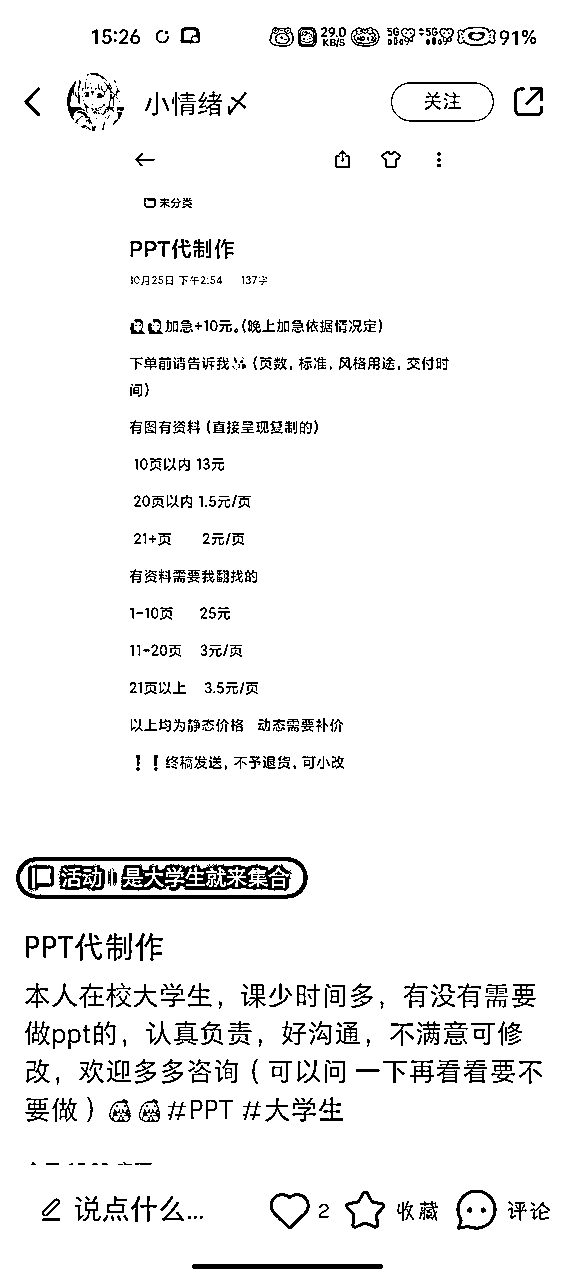 15:26
29.0
KB/S
5G
5G
91%
小情绪〆
关注
未分类
PPT代制作
10月25日 下午2:54 137字
加急+10元。(晚上加急依据情况定)
下单前请告诉我 (页数, 标准, 风格用途, 交付时
间)
有图有资料 (直接呈现复制的)
10页以内 13元
20页以内 1.5元/页
21+页 2元/页
有资料需要我翻找的
1-10页 25元
11-20页 3元/页
21页以上 3.5元/页
以上均为静态价格 动态需要补价
❗❗终稿发送, 不予退货, 可小改
活动 是大学生就来集合
PPT代制作
本人在校大学生，课少时间多，有没有需要
做ppt的，认真负责，好沟通，不满意可修
改，欢迎多多咨询（可以问 一下再看看要不
要做）#PPT #大学生
说点什么...
2
收藏
评论